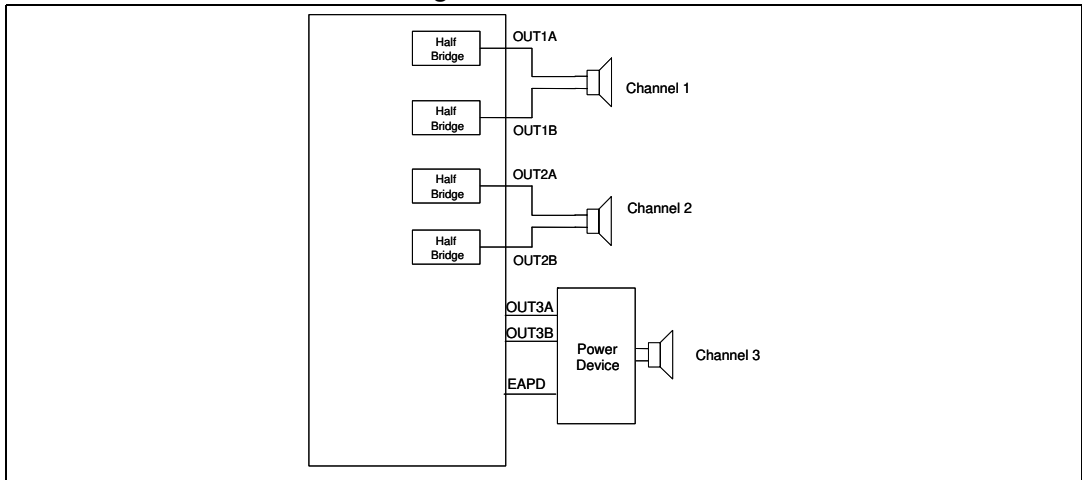 Half
Bridge
OUT1A
Channel 1
Half
Bridge
OUT1B
Half
Bridge
OUT2A
Channel 2
Half
Bridge
OUT2B
OUT3A
OUT3B
Power
Device
Channel 3
EAPD